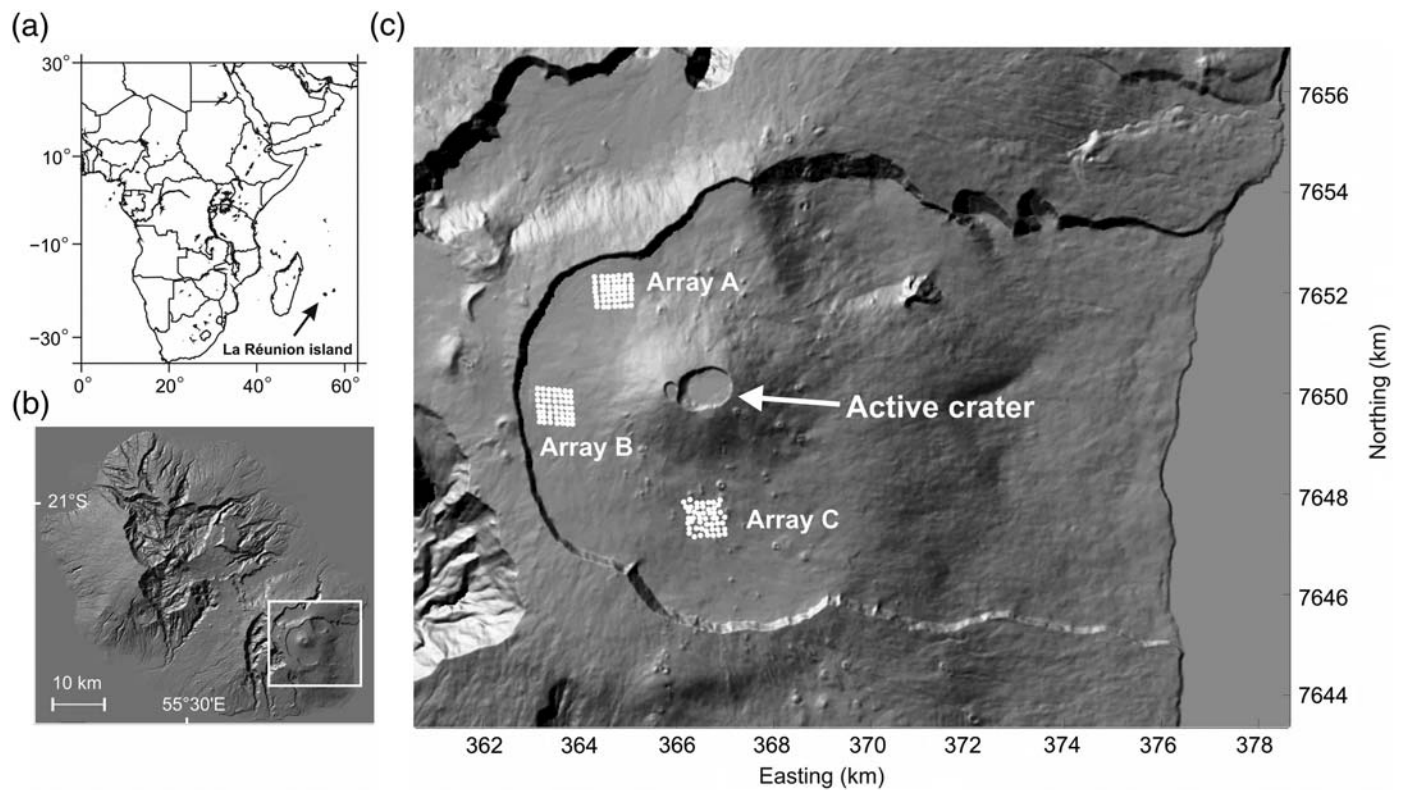 (a)
30°
10°
−10°
−30°
0°
20°
40°
60°
La Réunion island
(b)
21°S
10 km
55°30'E
(c)
Array A
Array B
Array C
Active crater
7656
7654
7652
7650
7648
7646
7644
Northing (km)
362
364
366
368
370
372
374
376
378
Easting (km)